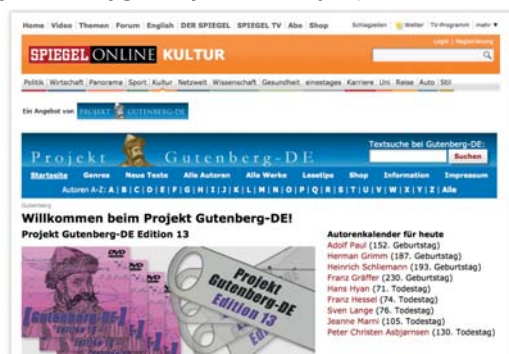 Home Video Themen Forum English DER SPIEGEL SPIEGEL TV Abo Shop Schlagzeilen Wetter TV-Programm mehr ▼
Login | Registrierung
SPIEGEL ONLINE KULTUR
Politik Wirtschaft Panorama Sport Kultur Netzwelt Wissenschaft Gesundheit einestages Karriere Uni Reise Auto Stil
Ein Angebot von PROJEKT GUTENBERG-DE
Textsuche bei Gutenberg-DE:
Projekt Gutenberg-DE Suchen
Startseite Genres Neue Texte Alle Autoren Alle Werke Lesetips Shop Information Impressum
Autoren A-Z: A | B | C | D | E | F | G | H | I | J | K | L | M | N | O | P | Q | R | S | T | U | V | W | X | Y | Z | Alle
Gutenberg
Willkommen beim Projekt Gutenberg-DE!
Projekt Gutenberg-DE Edition 13
Autorenkalender für heute
Adolf Paul (152. Geburtstag)
Herman Grimm (187. Geburtstag)
Heinrich Schliemann (193. Geburtstag)
Franz Gräffer (230. Geburtstag)
Hans Hyan (71. Todestag)
Franz Hessel (74. Todestag)
Sven Lange (76. Todestag)
Jeanne Marni (105. Todestag)
Peter Christen Asbjørnsen (130. Todestag)
DVD
Gutenberg-DE
Edition 13
Projekt
Gutenberg-DE
Edition 13